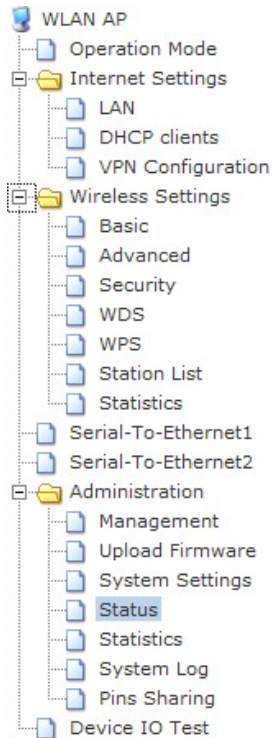 WLAN AP
Operation Mode
Internet Settings
LAN
DHCP clients
VPN Configuration
Wireless Settings
Basic
Advanced
Security
WDS
WPS
Station List
Statistics
Serial-To-Ethernet1
Serial-To-Ethernet2
Administration
Management
Upload Firmware
System Settings
Status
Statistics
System Log
Pins Sharing
Device IO Test